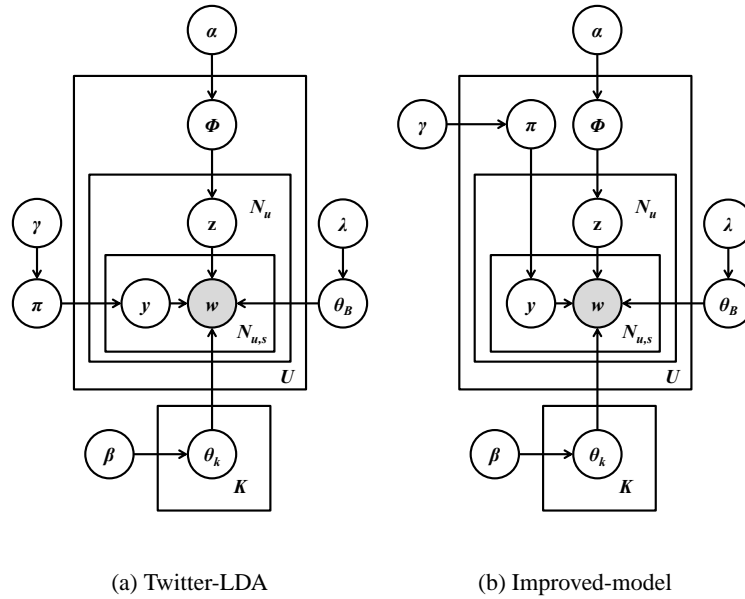 α
Φ
z
N_u
γ
λ
π
y
w
θ_B
N_{u,s}
U
β
θ_k
K
(a) Twitter-LDA
α
γ
π
Φ
z
N_u
λ
y
w
θ_B
N_{u,s}
U
β
θ_k
K
(b) Improved-model